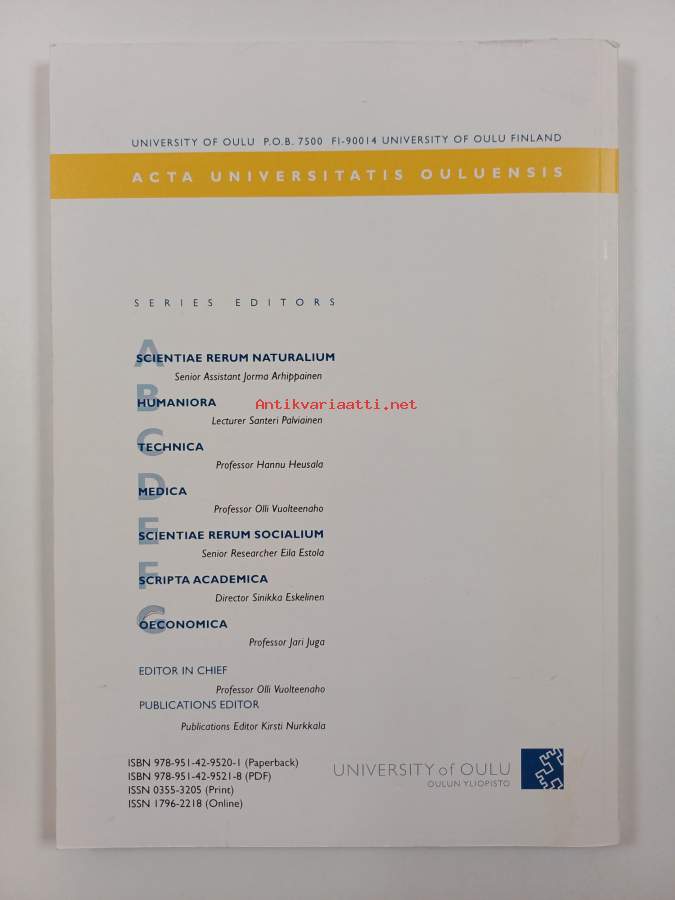 UNIVERSITY OF OULU P.O.B. 7500 FI-90014 UNIVERSITY OF OULU FINLAND
ACTA UNIVERSITATIS OULUENSIS
SERIES EDITORS
A
SCIENTIAE RERUM NATURALIUM
Senior Assistant Jorma Arhippainen
B
HUMANIORA
Antikvariaatti.net
Lecturer Santeri Palviainen
C
TECHNICA
Professor Hannu Heusala
D
MEDICA
Professor Olli Vuolteenaho
E
SCIENTIAE RERUM SOCIALIUM
Senior Researcher Eila Estola
F
SCRIPTA ACADEMICA
Director Sinikka Eskelinen
G
OECONOMICA
Professor Jari Juga
EDITOR IN CHIEF
Professor Olli Vuolteenaho
PUBLICATIONS EDITOR
Publications Editor Kirsti Nurkkala
ISBN 978-951-42-9520-1 (Paperback)
ISBN 978-951-42-9521-8 (PDF)
ISSN 0355-3205 (Print)
ISSN 1796-2218 (Online)
UNIVERSITY of OULU
OULUN YLIOPISTO